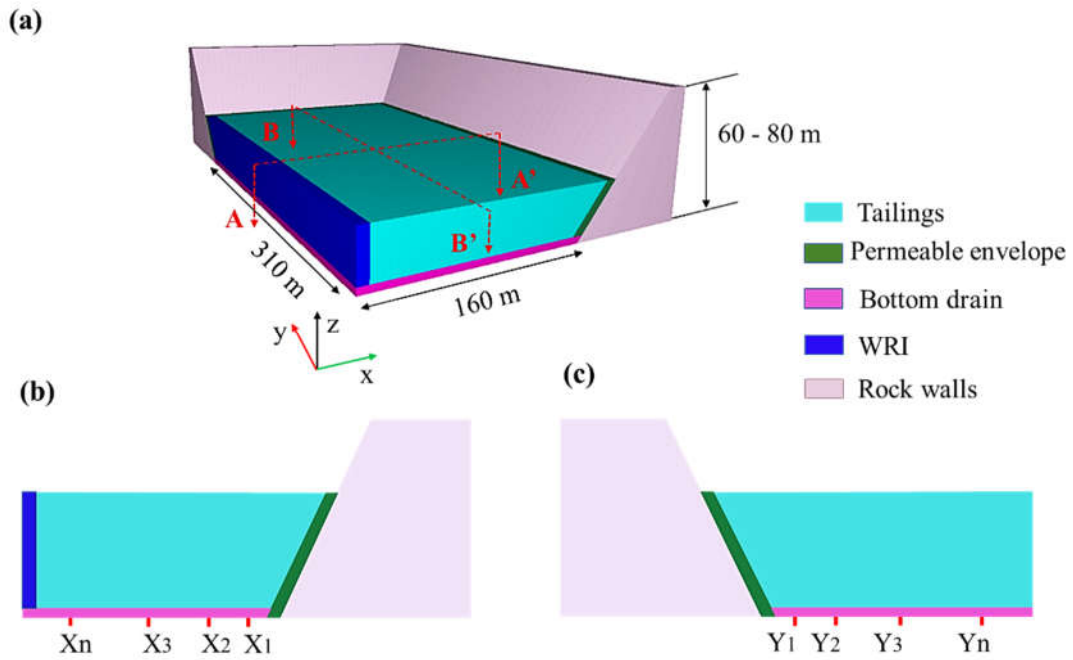 (a)
B
A'
A
B'
60 - 80 m
310 m
160 m
y
z
x
Tailings
Permeable envelope
Bottom drain
WRI
Rock walls
(b)
(c)
Xn X3 X2 X1
Y1 Y2 Y3 Yn